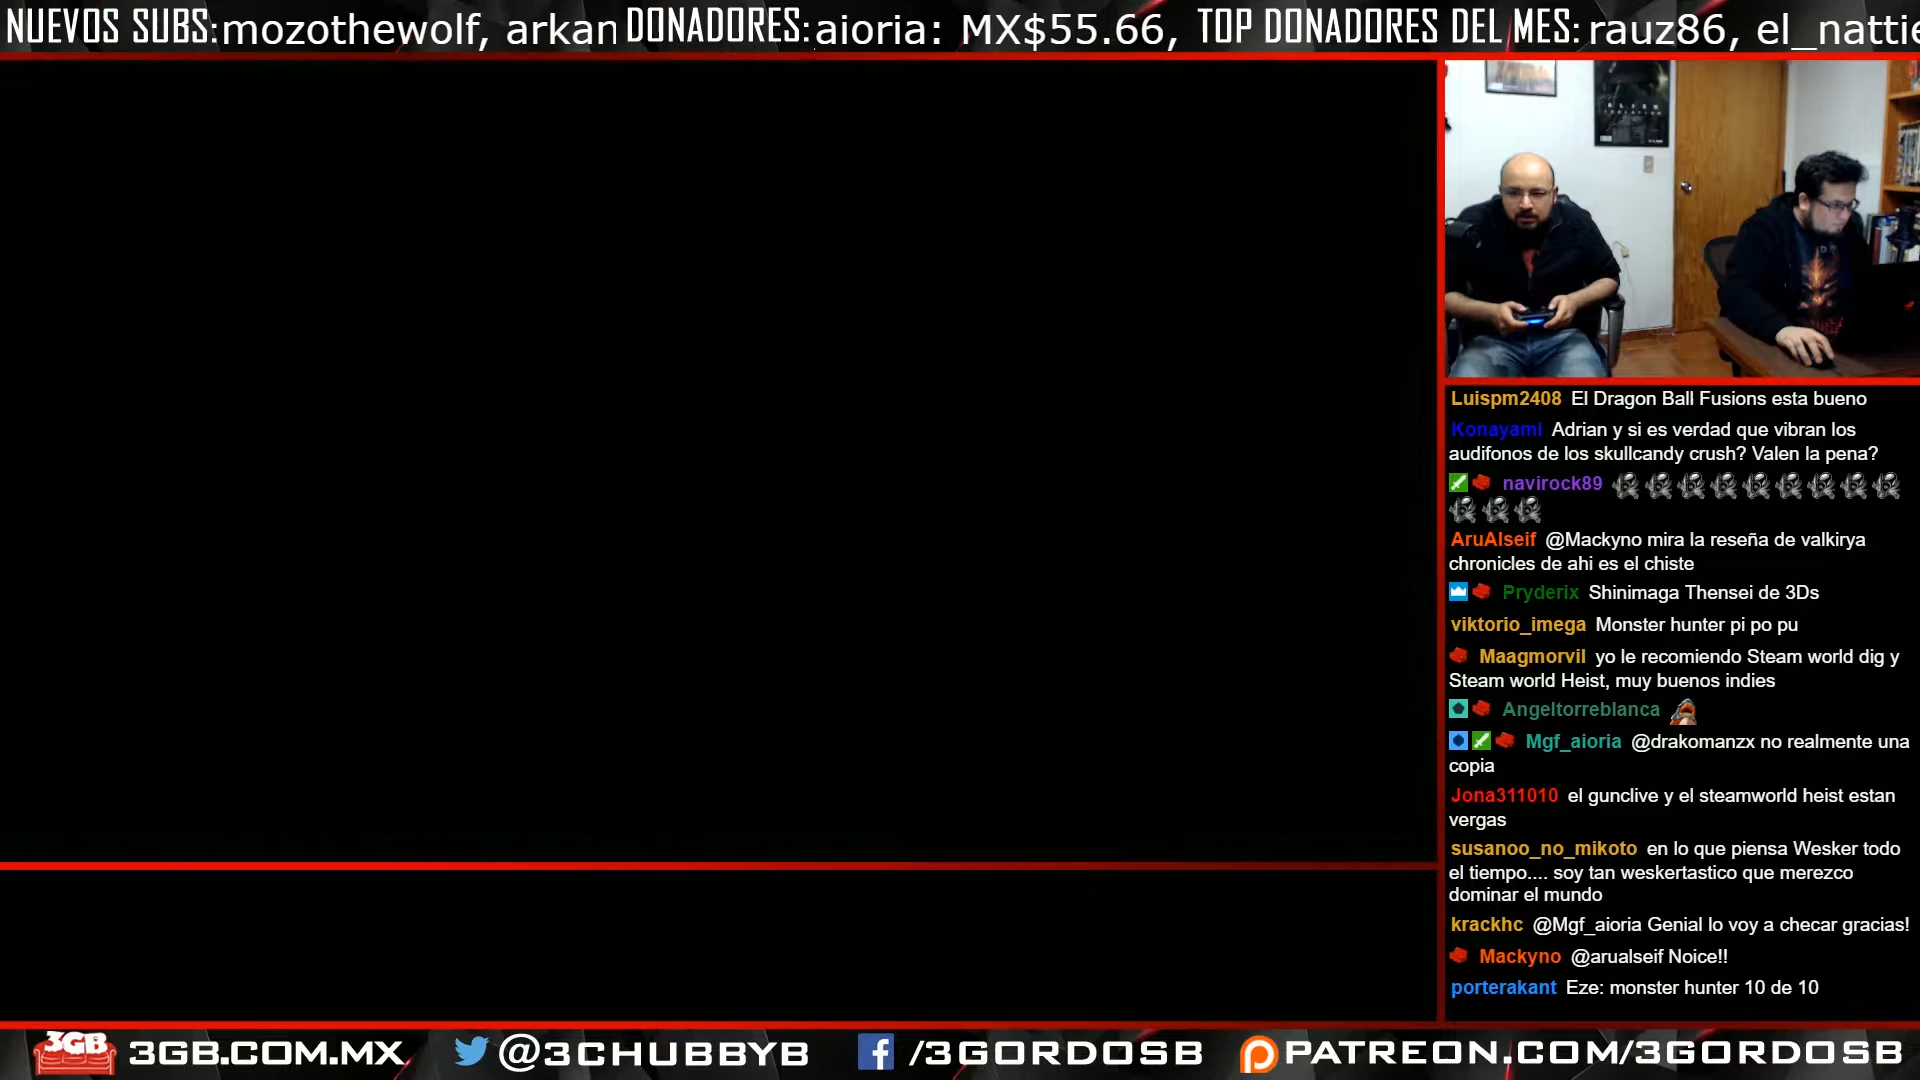 NUEVOS SUBS: mozothewolf, arkan DONADORES: aioria: MX$55.66, TOP DONADORES DEL MES: rauz86, el_nattie
ALIEN
Luispm2408 El Dragon Ball Fusions esta bueno
Konayami Adrian y si es verdad que vibran los
audifonos de los skullcandy crush? Valen la pena?
navirock89
AruAlseif @Mackyno mira la reseña de valkirya
chronicles de ahi es el chiste
Pryderix Shinimaga Thensei de 3Ds
viktorio_imega Monster hunter pi po pu
Maagmorvil yo le recomiendo Steam world dig y
Steam world Heist, muy buenos indies
Angeltorreblanca
Mgf_aioria @drakomanzx no realmente una
copia
Jona311010 el gunclive y el steamworld heist estan
vergas
susanoo_no_mikoto en lo que piensa Wesker todo
el tiempo.... soy tan weskertastico que merezco
dominar el mundo
krackhc @Mgf_aioria Genial lo voy a checar gracias!
Mackyno @arualseif Noice!!
porterakant Eze: monster hunter 10 de 10
3GB 3GB.COM.MX @3CHUBBYB /3GORDOSB PATREON.COM/3GORDOSB